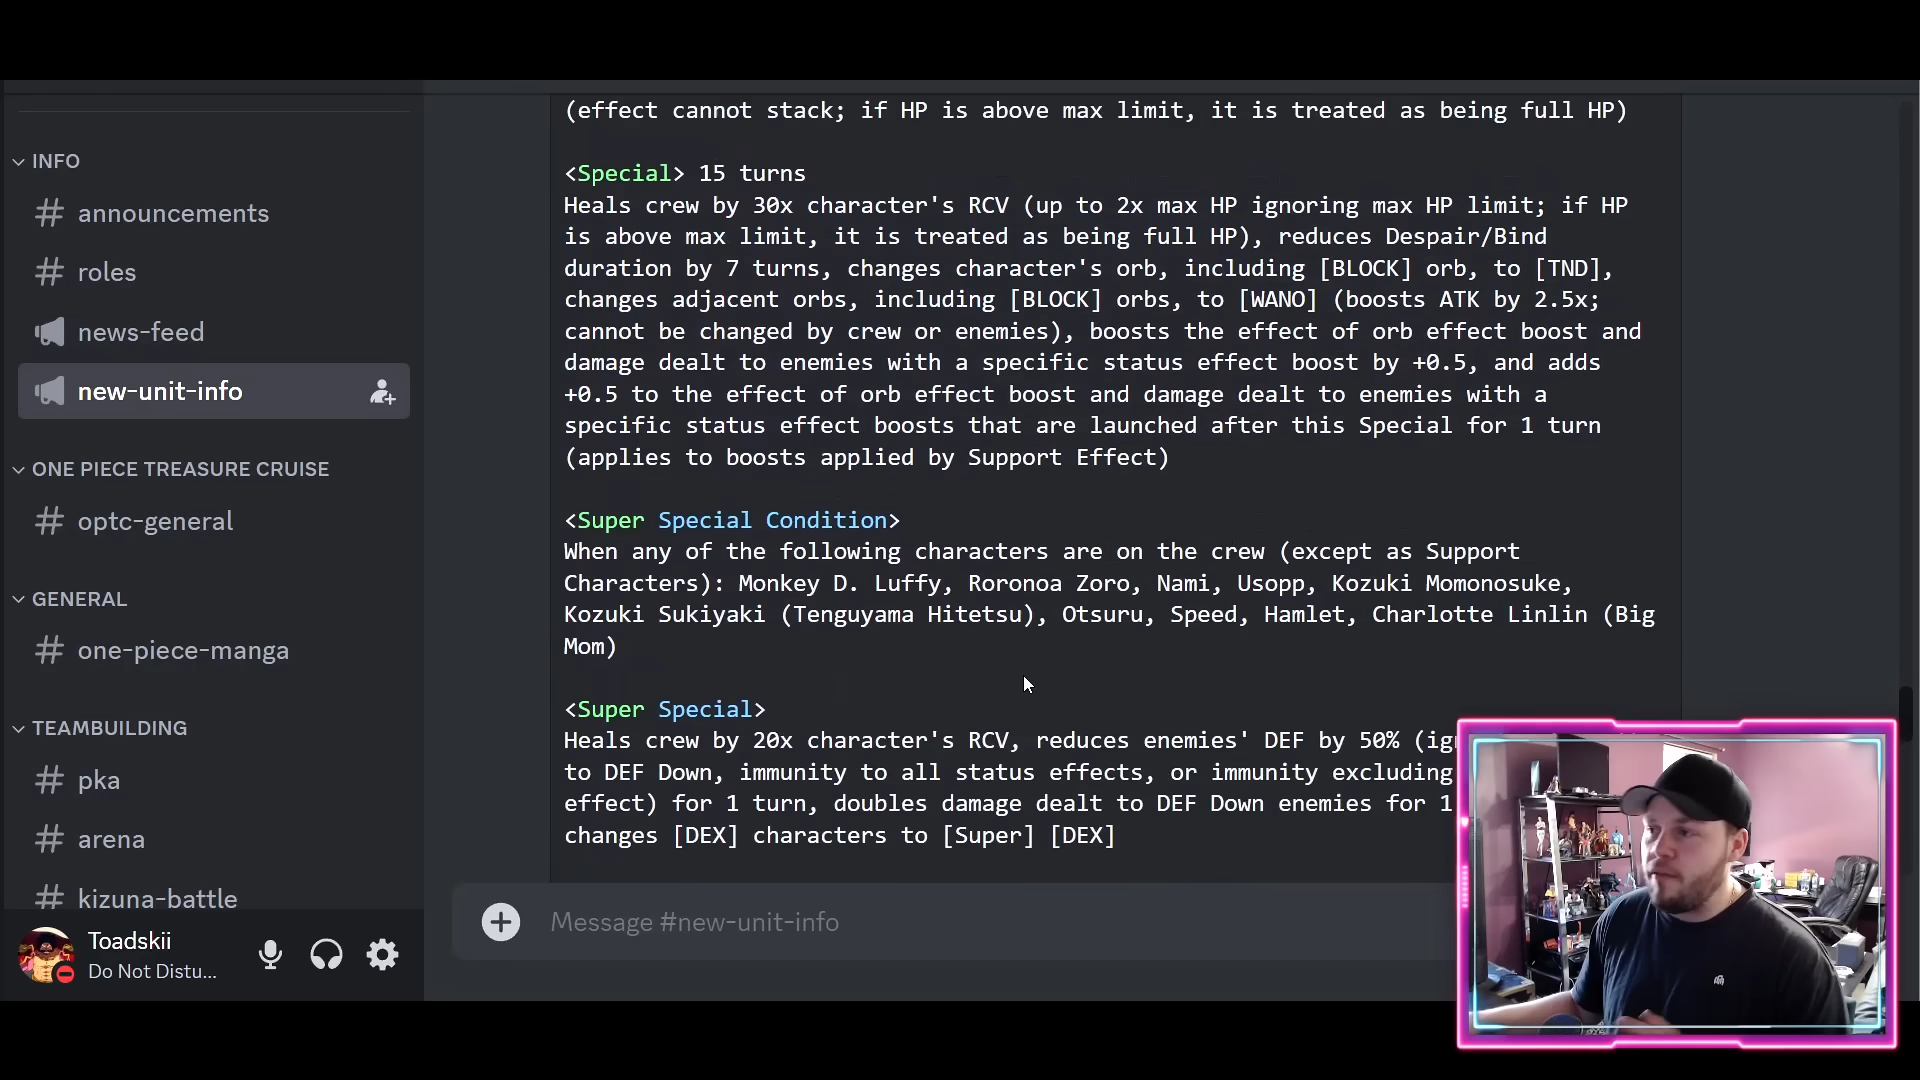 INFO
announcements
roles
news-feed
new-unit-info
ONE PIECE TREASURE CRUISE
optc-general
GENERAL
one-piece-manga
TEAMBUILDING
pka
arena
kizuna-battle
Toadskii
Do Not Distu...
(effect cannot stack; if HP is above max limit, it is treated as being full HP)
<Special> 15 turns
Heals crew by 30x character's RCV (up to 2x max HP ignoring max HP limit; if HP
is above max limit, it is treated as being full HP), reduces Despair/Bind
duration by 7 turns, changes character's orb, including [BLOCK] orb, to [TND],
changes adjacent orbs, including [BLOCK] orbs, to [WANO] (boosts ATK by 2.5x;
cannot be changed by crew or enemies), boosts the effect of orb effect boost and
damage dealt to enemies with a specific status effect boost by +0.5, and adds
+0.5 to the effect of orb effect boost and damage dealt to enemies with a
specific status effect boosts that are launched after this Special for 1 turn
(applies to boosts applied by Support Effect)
<Super Special Condition>
When any of the following characters are on the crew (except as Support
Characters): Monkey D. Luffy, Roronoa Zoro, Nami, Usopp, Kozuki Momonosuke,
Kozuki Sukiyaki (Tenguyama Hitetsu), Otsuru, Speed, Hamlet, Charlotte Linlin (Big
Mom)
<Super Special>
Heals crew by 20x character's RCV, reduces enemies' DEF by 50% (ig
to DEF Down, immunity to all status effects, or immunity excluding
effect) for 1 turn, doubles damage dealt to DEF Down enemies for 1
changes [DEX] characters to [Super] [DEX]
Message #new-unit-info